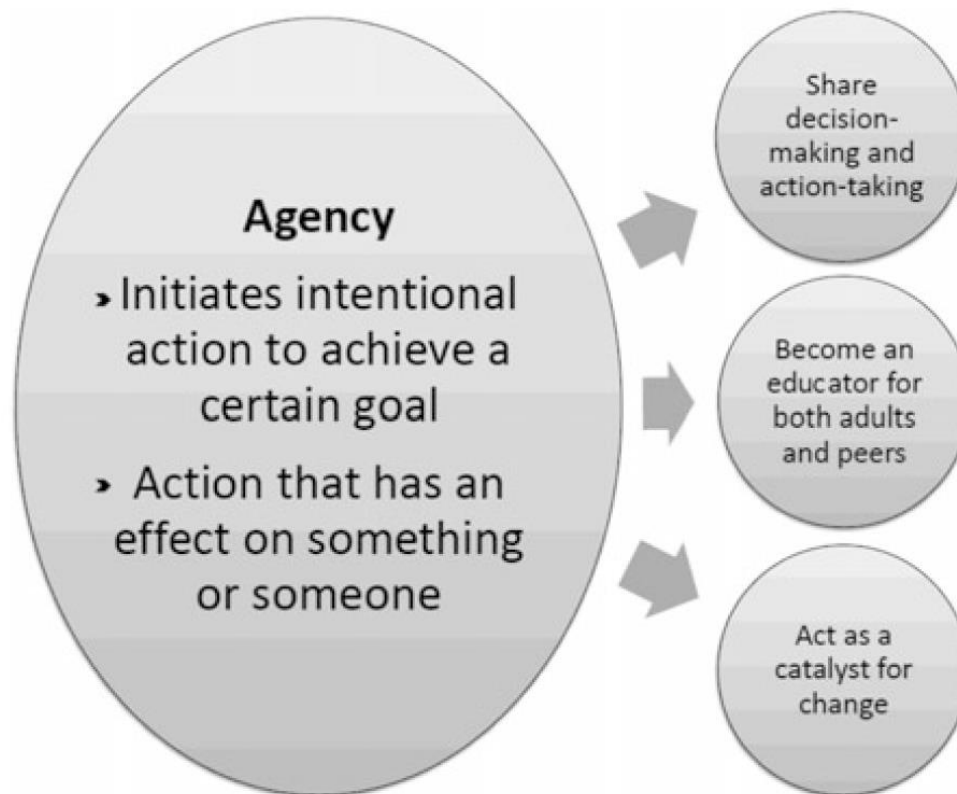 Agency
➢ Initiates intentional
action to achieve a
certain goal
➢ Action that has an
effect on something
or someone
Share
decision-
making and
action-taking
Become an
educator for
both adults
and peers
Act as a
catalyst for
change